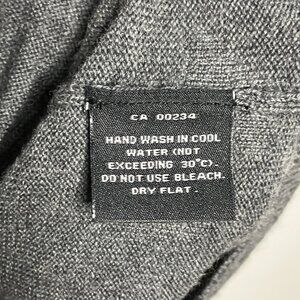 CA 00234
HAND WASH IN COOL
WATER (NOT
EXCEEDING 30°C).
DO NOT USE BLEACH.
DRY FLAT.